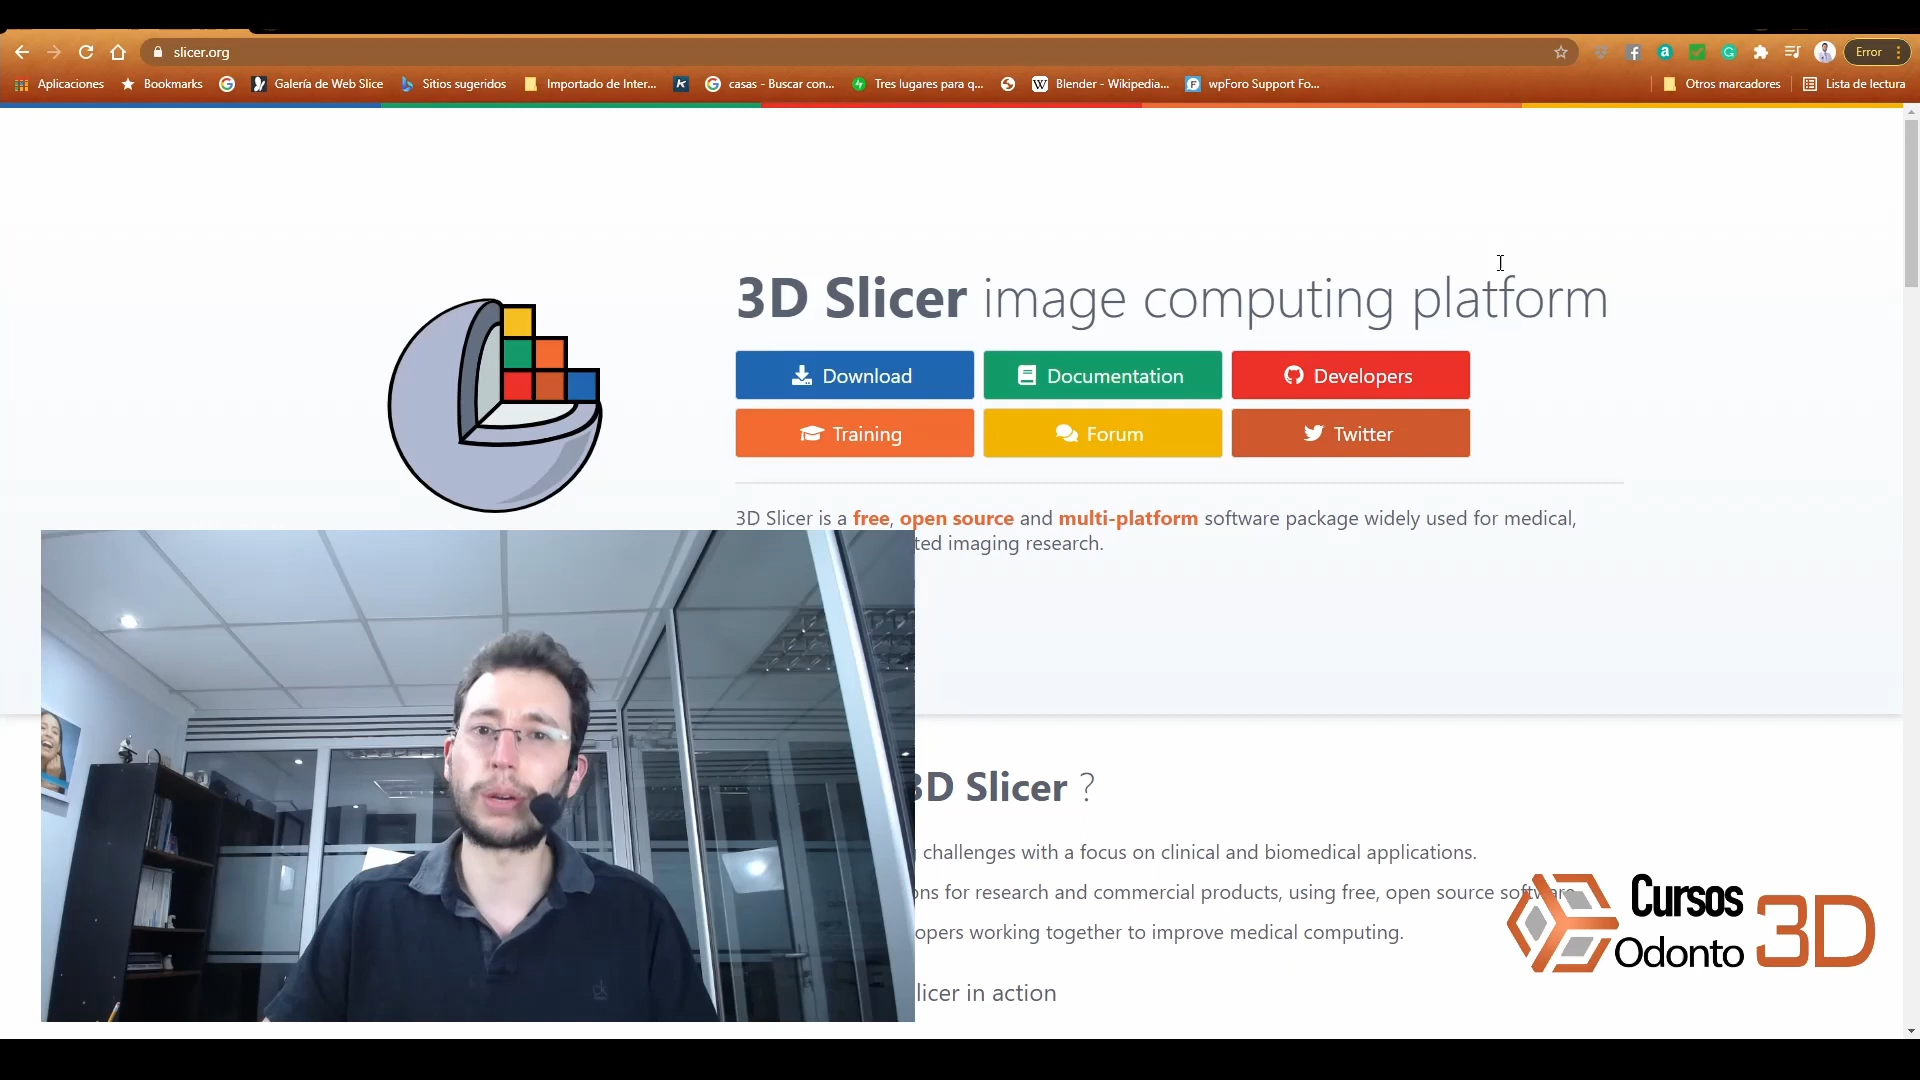 slicer.org
Error
Aplicaciones
Bookmarks
Galería de Web Slice
Sitios sugeridos
Importado de Inter...
casas - Buscar con...
Tres lugares para q...
Blender - Wikipedia...
wpForo Support Fo...
Otros marcadores
Lista de lectura
3D Slicer image computing platform
Download
Documentation
Developers
Training
Forum
Twitter
3D Slicer is a free, open source and multi-platform software package widely used for medical,
ted imaging research.
3D Slicer ?
challenges with a focus on clinical and biomedical applications.
ons for research and commercial products, using free, open source software.
opers working together to improve medical computing.
licer in action
Cursos
Odonto
3D
ck